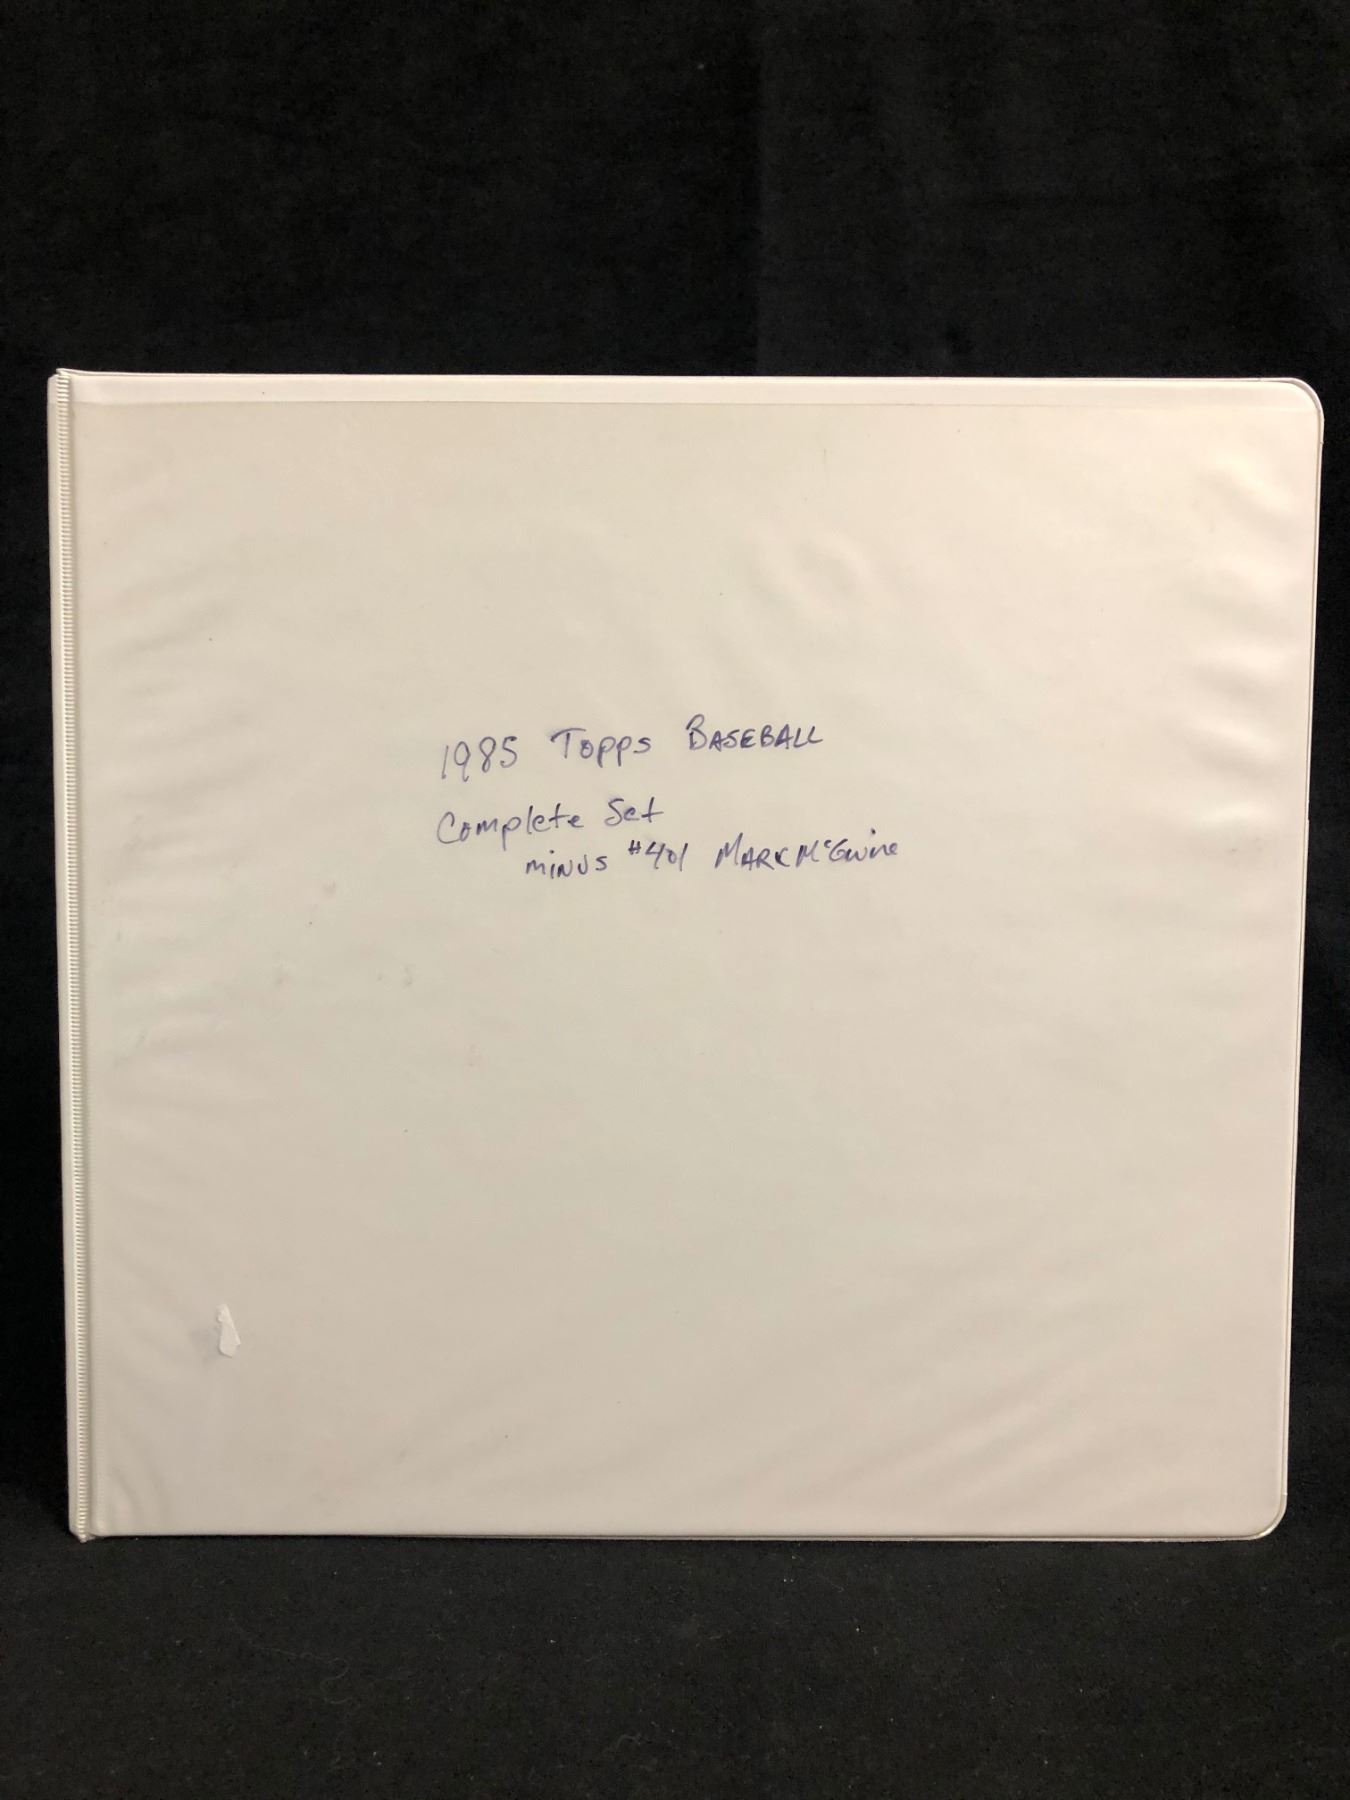 1985 Topps BASEBALL
Complete Set
minus #401 MARK McGwire